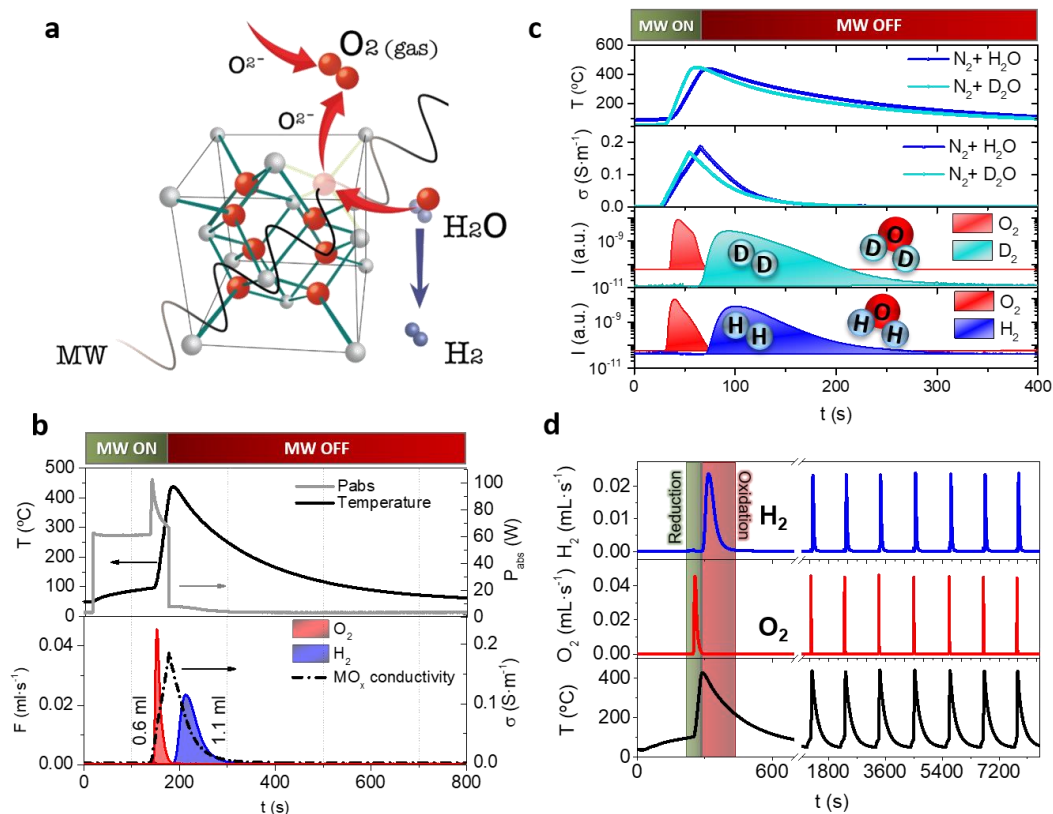 a
O2 (gas)
O2-
O2-
H2O
H2
MW
b
MW ON
MW OFF
500
400
300
200
100
0
T (ºC)
Pabs
Temperature
100
80
60
40
20
0
Pabs (W)
0.04
0.02
0.00
F (ml·s-1)
0.6 ml
1.1 ml
O2
H2
MOx conductivity
0.2
0.1
0.0
σ (S·m-1)
0
200
400
600
800
t (s)
c
MW ON
MW OFF
600
400
200
T (ºC)
N2+ H2O
N2+ D2O
0.2
0.1
0.0
σ (S·m-1)
N2+ H2O
N2+ D2O
10-9
10-11
I (a.u.)
D
D
O
D
D
O2
D2
10-9
10-11
I (a.u.)
H
H
O
H
H
O2
H2
0
100
200
300
400
t (s)
d
Reduction
Oxidation
H2
0.02
0.01
0.00
H2 (mL·s-1)
O2
0.04
0.02
0.00
O2 (mL·s-1)
400
200
0
T (ºC)
0
600
1800
3600
5400
7200
t (s)